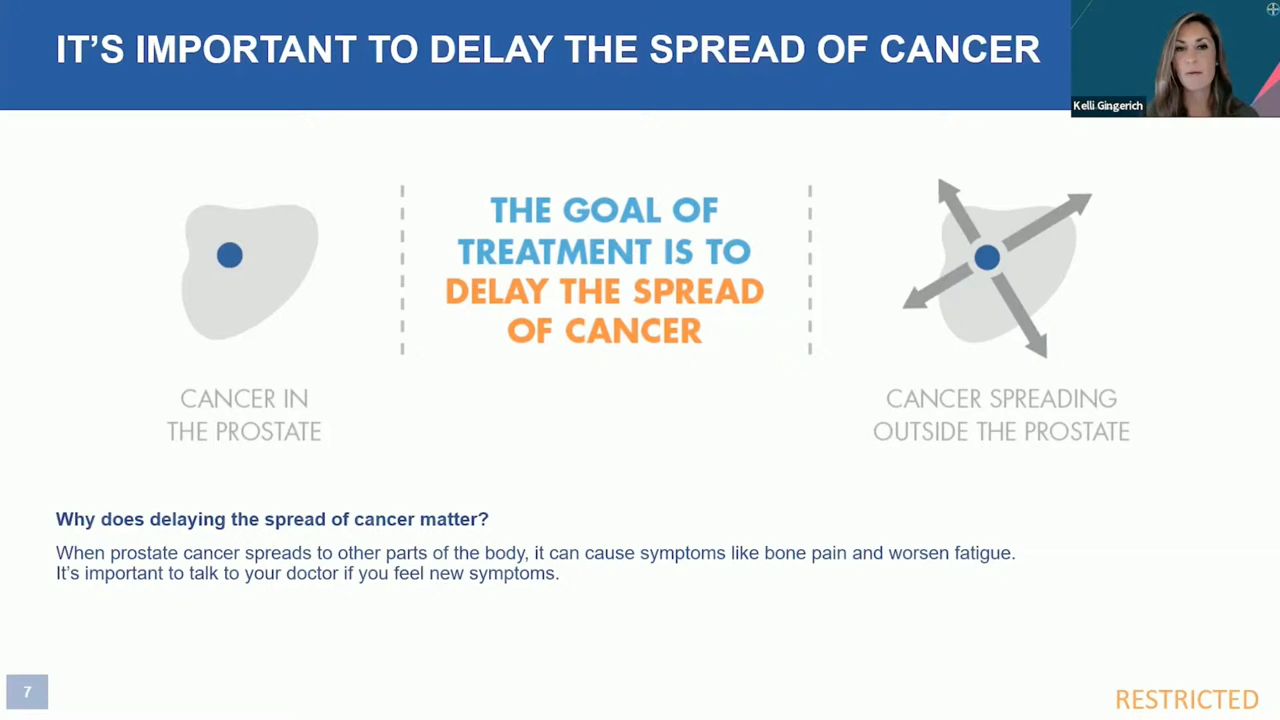 IT'S IMPORTANT TO DELAY THE SPREAD OF CANCER
Kelli Gingerich
THE GOAL OF
TREATMENT IS TO
DELAY THE SPREAD
OF CANCER
CANCER IN
THE PROSTATE
CANCER SPREADING
OUTSIDE THE PROSTATE
Why does delaying the spread of cancer matter?
When prostate cancer spreads to other parts of the body, it can cause symptoms like bone pain and worsen fatigue.
It's important to talk to your doctor if you feel new symptoms.
7
RESTRICTED